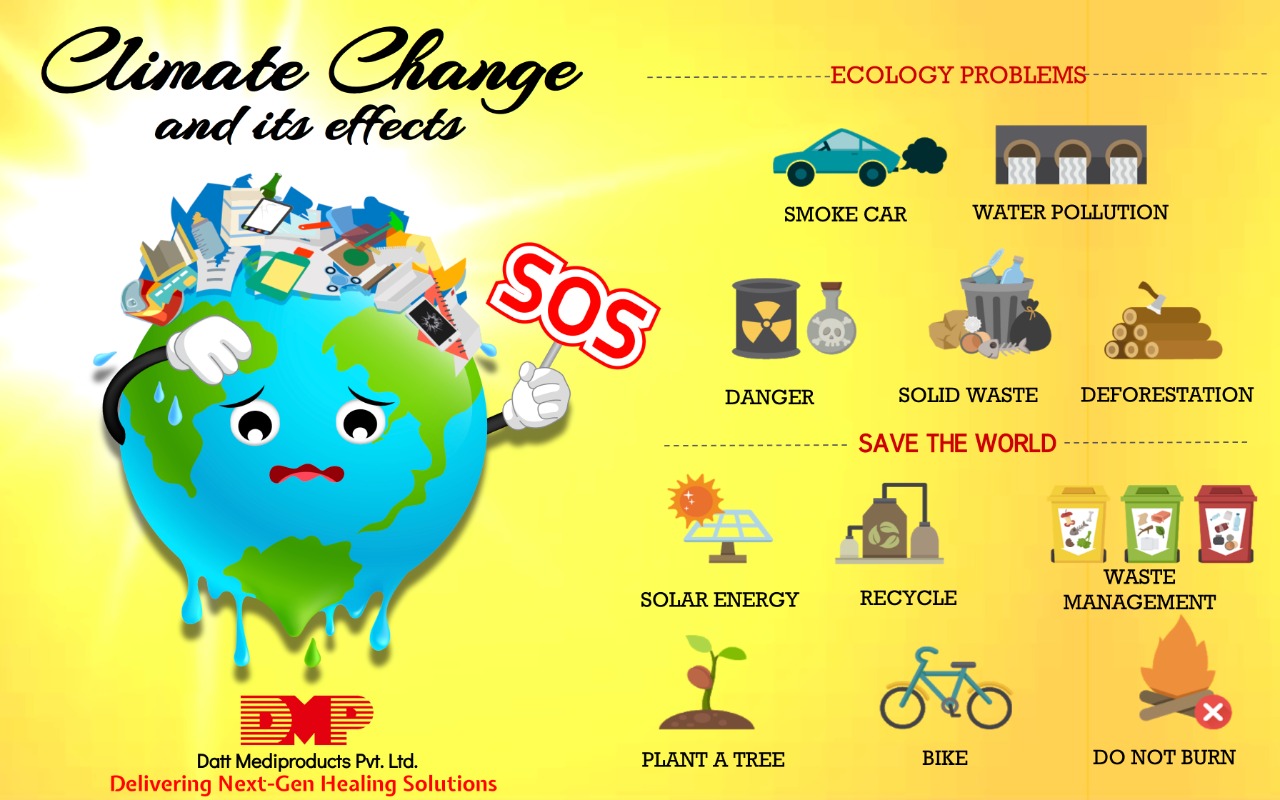 Climate Change
and its effects
SOS
DMP
Datt Mediproducts Pvt. Ltd.
Delivering Next-Gen Healing Solutions
ECOLOGY PROBLEMS
SMOKE CAR
WATER POLLUTION
DANGER
SOLID WASTE
DEFORESTATION
SAVE THE WORLD
SOLAR ENERGY
RECYCLE
WASTE
MANAGEMENT
PLANT A TREE
BIKE
DO NOT BURN